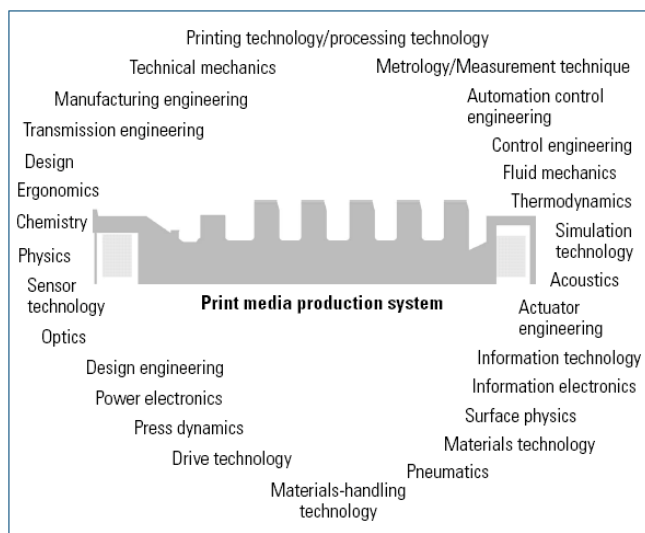 Printing technology/processing technology
Technical mechanics
Metrology/Measurement technique
Manufacturing engineering
Automation control
engineering
Transmission engineering
Control engineering
Design
Fluid mechanics
Ergonomics
Thermodynamics
Chemistry
Simulation
technology
Physics
Acoustics
Sensor
technology
Print media production system
Actuator
engineering
Optics
Information technology
Design engineering
Information electronics
Power electronics
Surface physics
Press dynamics
Materials technology
Drive technology
Pneumatics
Materials-handling
technology